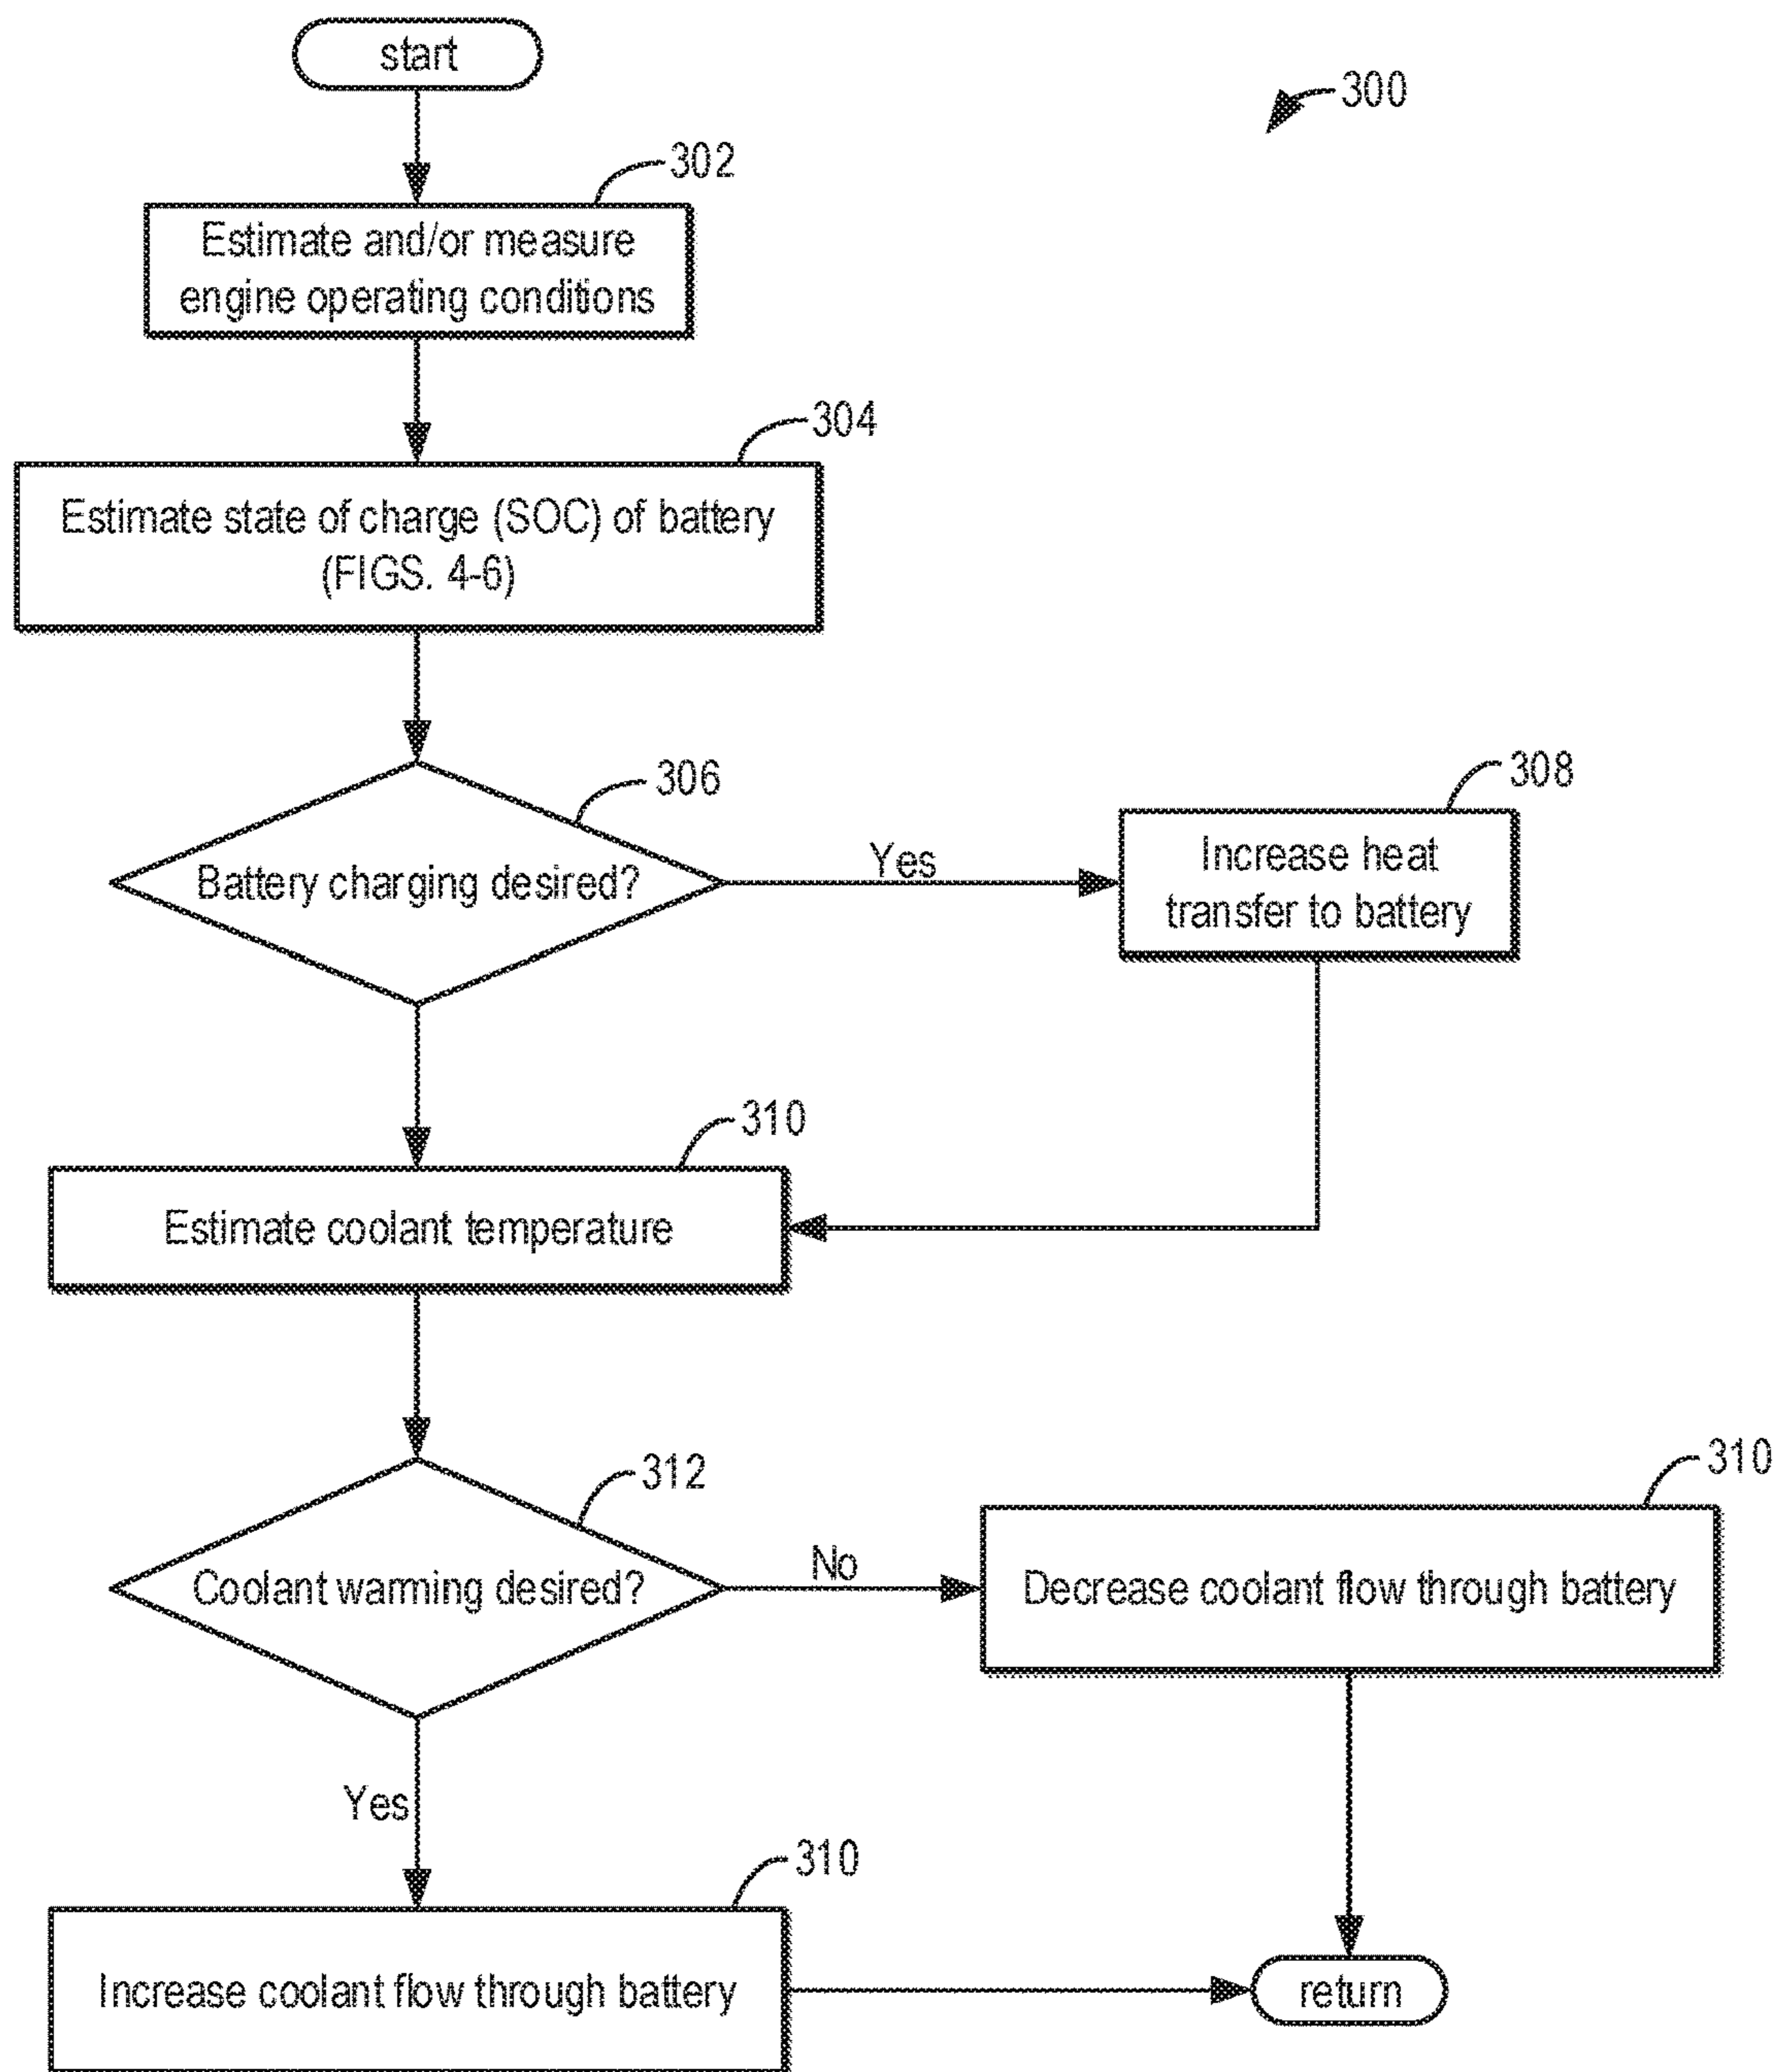 start
300
302
Estimate and/or measure
engine operating conditions
304
Estimate state of charge (SOC) of battery
(FIGS. 4-6)
306
Battery charging desired?
Yes
308
Increase heat
transfer to battery
310
Estimate coolant temperature
312
Coolant warming desired?
No
310
Decrease coolant flow through battery
Yes
310
Increase coolant flow through battery
return